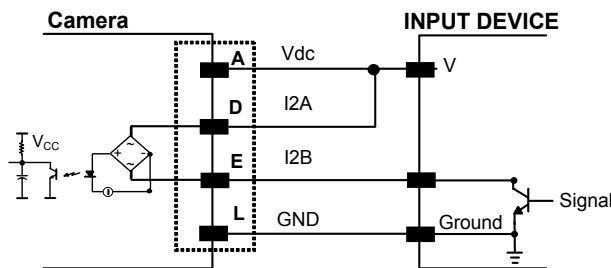 Camera
INPUT DEVICE
A
Vdc
V
D
I2A
VCC
E
I2B
Signal
L
GND
Ground